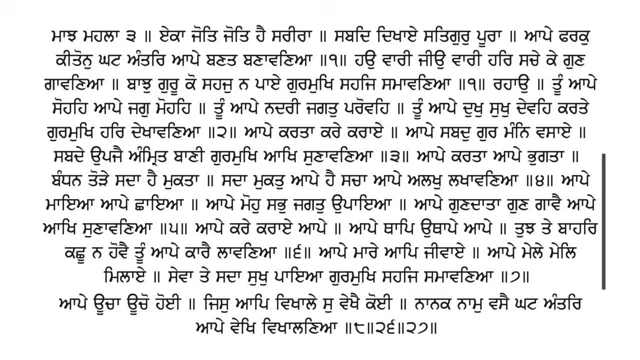 ਮਾਝ ਮਹਲਾ ੩ ॥ ਏਕਾ ਜੋਤਿ ਜੋਤਿ ਹੈ ਸਰੀਰਾ ॥ ਸਬਦਿ ਦਿਖਾਏ ਸਤਿਗੁਰੁ ਪੂਰਾ ॥ ਆਪੇ ਫਰਕੁ
ਕੀਤੋਨੁ ਘਟ ਅੰਤਰਿ ਆਪੇ ਬਣਤ ਬਣਾਵਣਿਆ ॥੧॥ ਹਉ ਵਾਰੀ ਜੀਉ ਵਾਰੀ ਹਰਿ ਸਚੇ ਕੇ ਗੁਣ
ਗਾਵਣਿਆ ॥ ਬਾਝੁ ਗੁਰੂ ਕੋ ਸਹਜੁ ਨ ਪਾਏ ਗੁਰਮੁਖਿ ਸਹਜਿ ਸਮਾਵਣਿਆ ॥੧॥ ਰਹਾਉ ॥ ਤੂੰ ਆਪੇ
ਸੋਹਹਿ ਆਪੇ ਜਗੁ ਮੋਹਹਿ ॥ ਤੂੰ ਆਪੇ ਨਦਰੀ ਜਗਤੁ ਪਰੋਵਹਿ ॥ ਤੂੰ ਆਪੇ ਦੁਖੁ ਸੁਖੁ ਦੇਵਹਿ ਕਰਤੇ
ਗੁਰਮੁਖਿ ਹਰਿ ਦੇਖਾਵਣਿਆ ॥੨॥ ਆਪੇ ਕਰਤਾ ਕਰੇ ਕਰਾਏ ॥ ਆਪੇ ਸਬਦੁ ਗੁਰ ਮੰਨਿ ਵਸਾਏ ॥
ਸਬਦੇ ਉਪਜੈ ਅੰਮ੍ਰਿਤ ਬਾਣੀ ਗੁਰਮੁਖਿ ਆਖਿ ਸੁਣਾਵਣਿਆ ॥੩॥ ਆਪੇ ਕਰਤਾ ਆਪੇ ਭੁਗਤਾ ॥
ਬੰਧਨ ਤੋੜੇ ਸਦਾ ਹੈ ਮੁਕਤਾ ॥ ਸਦਾ ਮੁਕਤੁ ਆਪੇ ਹੈ ਸਚਾ ਆਪੇ ਅਲਖੁ ਲਖਾਵਣਿਆ ॥੪॥ ਆਪੇ
ਮਾਇਆ ਆਪੇ ਛਾਇਆ ॥ ਆਪੇ ਮੋਹੁ ਸਭੁ ਜਗਤੁ ਉਪਾਇਆ ॥ ਆਪੇ ਗੁਣਦਾਤਾ ਗੁਣ ਗਾਵੈ ਆਪੇ
ਆਖਿ ਸੁਣਾਵਣਿਆ ॥੫॥ ਆਪੇ ਕਰੇ ਕਰਾਏ ਆਪੇ ॥ ਆਪੇ ਥਾਪਿ ਉਥਾਪੇ ਆਪੇ ॥ ਤੁਝ ਤੇ ਬਾਹਰਿ
ਕਛੂ ਨ ਹੋਵੈ ਤੂੰ ਆਪੇ ਕਾਰੈ ਲਾਵਣਿਆ ॥੬॥ ਆਪੇ ਮਾਰੇ ਆਪਿ ਜੀਵਾਏ ॥ ਆਪੇ ਮੇਲੇ ਮੇਲਿ
ਮਿਲਾਏ ॥ ਸੇਵਾ ਤੇ ਸਦਾ ਸੁਖੁ ਪਾਇਆ ਗੁਰਮੁਖਿ ਸਹਜਿ ਸਮਾਵਣਿਆ ॥੭॥
ਆਪੇ ਊਚਾ ਊਚੋ ਹੋਈ ॥ ਜਿਸੁ ਆਪਿ ਵਿਖਾਲੇ ਸੁ ਵੇਖੈ ਕੋਈ ॥ ਨਾਨਕ ਨਾਮੁ ਵਸੈ ਘਟ ਅੰਤਰਿ
ਆਪੇ ਵੇਖਿ ਵਿਖਾਲਣਿਆ ॥੮॥੨੬॥੨੭॥